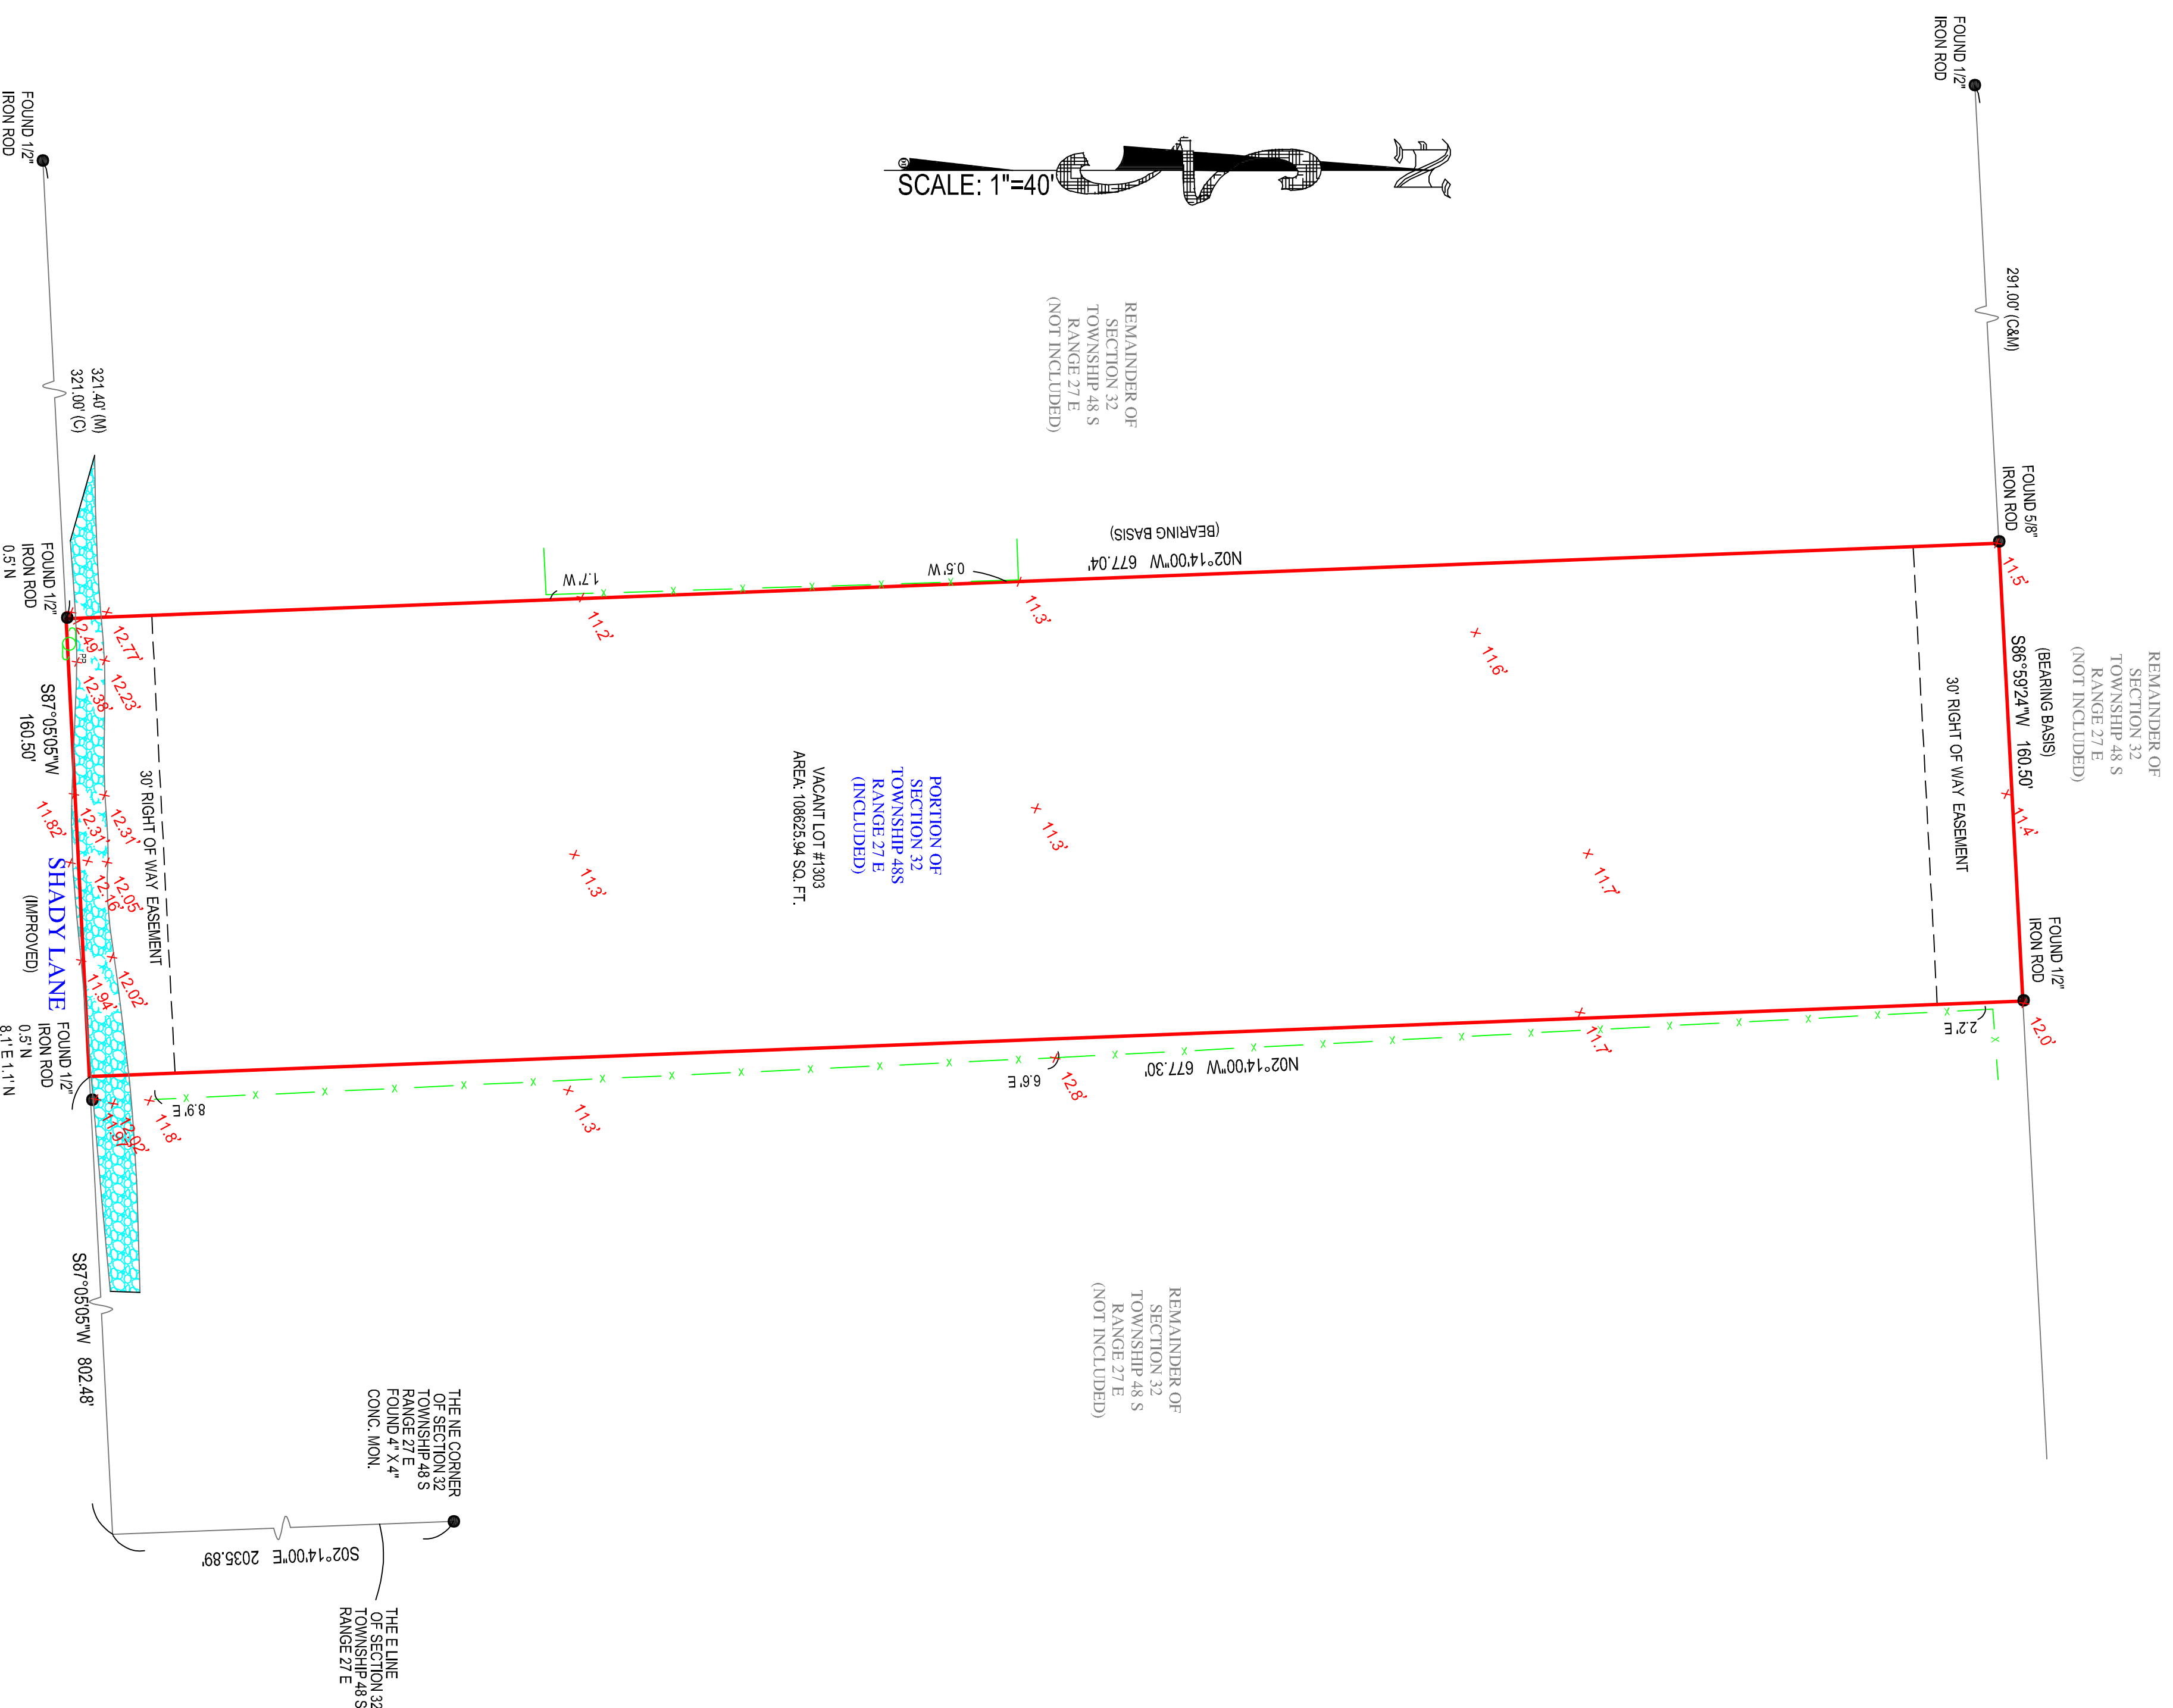 FOUND 1/2"
IRON ROD
291.00' (C&M)
FOUND 5/8"
IRON ROD
11.5'
REMAINDER OF
SECTION 32
TOWNSHIP 48 S
RANGE 27 E
(NOT INCLUDED)
(BEARING BASIS)
S86°59'24"W 160.50'
11.4'
30' RIGHT OF WAY EASEMENT
FOUND 1/2"
IRON ROD
12.0'
2.2' E
SCALE: 1"=40'
N
REMAINDER OF
SECTION 32
TOWNSHIP 48 S
RANGE 27 E
(NOT INCLUDED)
(BEARING BASIS)
N02°14'00"W 677.04'
0.5' W
1.7' W
11.3'
11.2'
11.6'
11.7'
11.3'
11.3'
PORTION OF
SECTION 32
TOWNSHIP 48S
RANGE 27 E
(INCLUDED)
VACANT LOT #1303
AREA: 108625.94 SQ. FT.
11.7'
N02°14'00"W 677.30'
12.8'
6.6' E
11.3'
8.9' E
11.8'
REMAINDER OF
SECTION 32
TOWNSHIP 48 S
RANGE 27 E
(NOT INCLUDED)
FOUND 1/2"
IRON ROD
321.40' (M)
321.00' (C)
FOUND 1/2"
IRON ROD
0.5' N
12.77'
12.49'
PB
12.23'
12.38'
30' RIGHT OF WAY EASEMENT
S87°05'05"W
160.50'
12.31'
12.31'
11.82'
12.05'
12.16'
SHADY LANE
(IMPROVED)
12.02'
11.94'
FOUND 1/2"
IRON ROD
0.5' N
8.1' E 1.1' N
12.02'
11.97'
S87°05'05"W 802.48'
THE NE CORNER
OF SECTION 32
TOWNSHIP 48 S
RANGE 27 E
FOUND 4" X 4"
CONC. MON.
S02°14'00"E 2035.89'
THE E LINE
OF SECTION 32
TOWNSHIP 48 S
RANGE 27 E